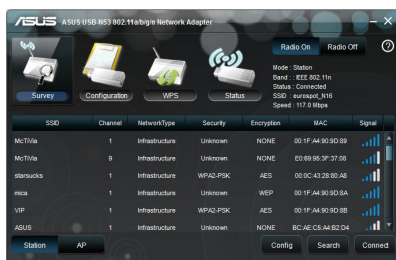 ASUS ASUS USB-N53 802.11a/b/g/n Network Adapter
Radio On Radio Off
Mode : Station
Band : : IEEE 802.11n
Status : Connected
SSID : eurospot_N16
Speed : 117.0 Mbps
Survey Configuration WPS Status
SSID Channel NetworkType Security Encryption MAC Signal
McTiVia 1 Infrastructure Unknown NONE 00:1F:A4:90:9D:89
McTiVia 9 Infrastructure Unknown NONE E0:69:95:3F:37:08
starsucks 1 Infrastructure WPA2-PSK AES 00:0C:43:28:80:A8
mica 1 Infrastructure Unknown WEP 00:1F:A4:90:9D:8A
VIP 1 Infrastructure WPA2-PSK AES 00:1F:A4:90:9D:8B
ASUS 1 Infrastructure Unknown NONE BC:AE:C5:A4:B2:D4
Station AP Config Search Connect